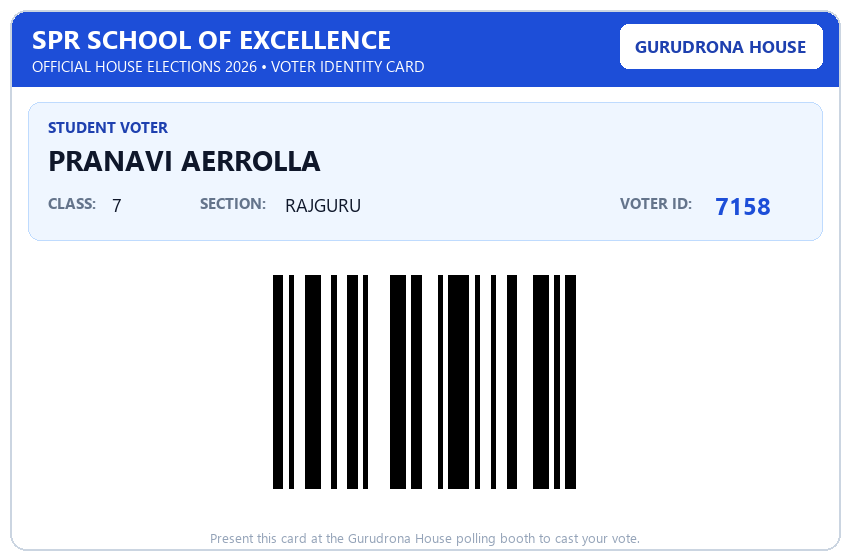 SPR SCHOOL OF EXCELLENCE
OFFICIAL HOUSE ELECTIONS 2026 • VOTER IDENTITY CARD
GURUDRONA HOUSE
STUDENT VOTER
PRANAVI AERROLLA
CLASS: 7 SECTION: RAJGURU VOTER ID: 7158
Present this card at the Gurudrona House polling booth to cast your vote.